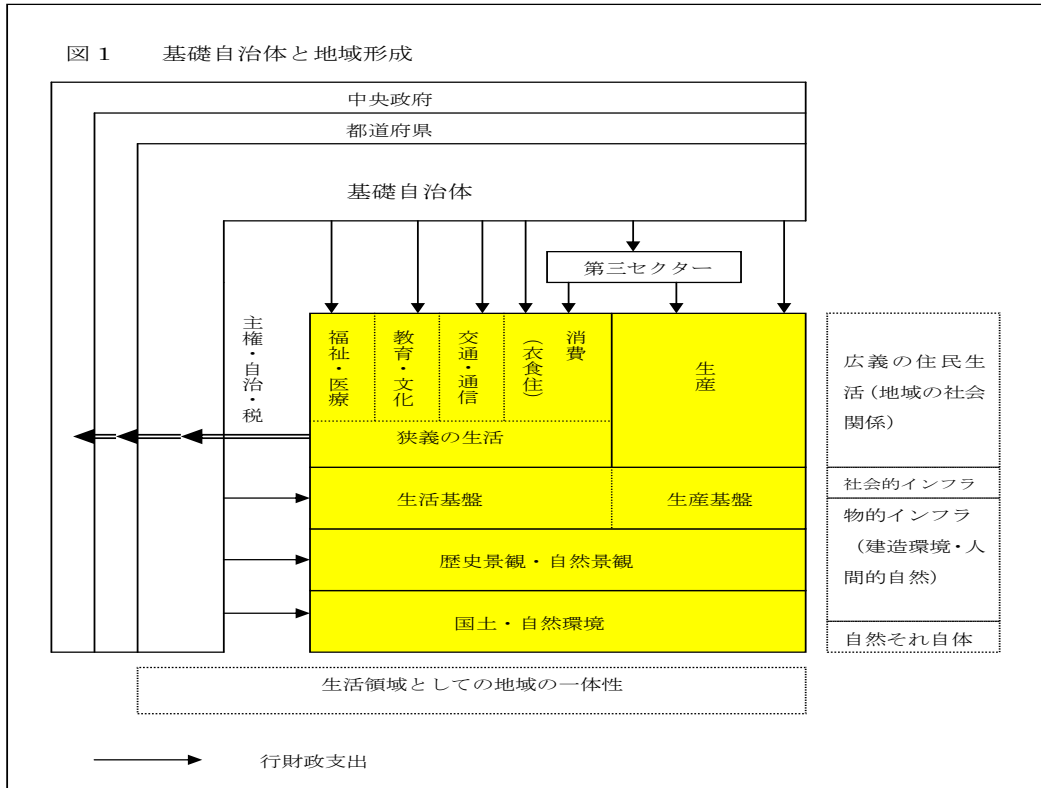 図 1　　基礎自治体と地域形成
中央政府
都道府県
基礎自治体
第三セクター
主権・自治・税
福祉・医療
教育・文化
交通・通信
消費
（衣食住）
生産
狭義の生活
生活基盤
生産基盤
歴史景観・自然景観
国土・自然環境
広義の住民生
活（地域の社会
関係）
社会的インフラ
物的インフラ
（建造環境・人
間的自然）
自然それ自体
生活領域としての地域の一体性
行財政支出